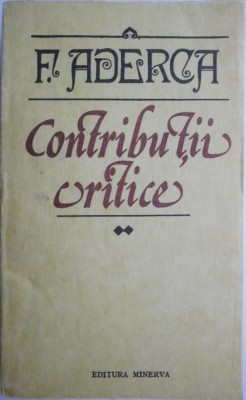 F. ADERCA
Contribuții
critice
EDITURA MINERVA